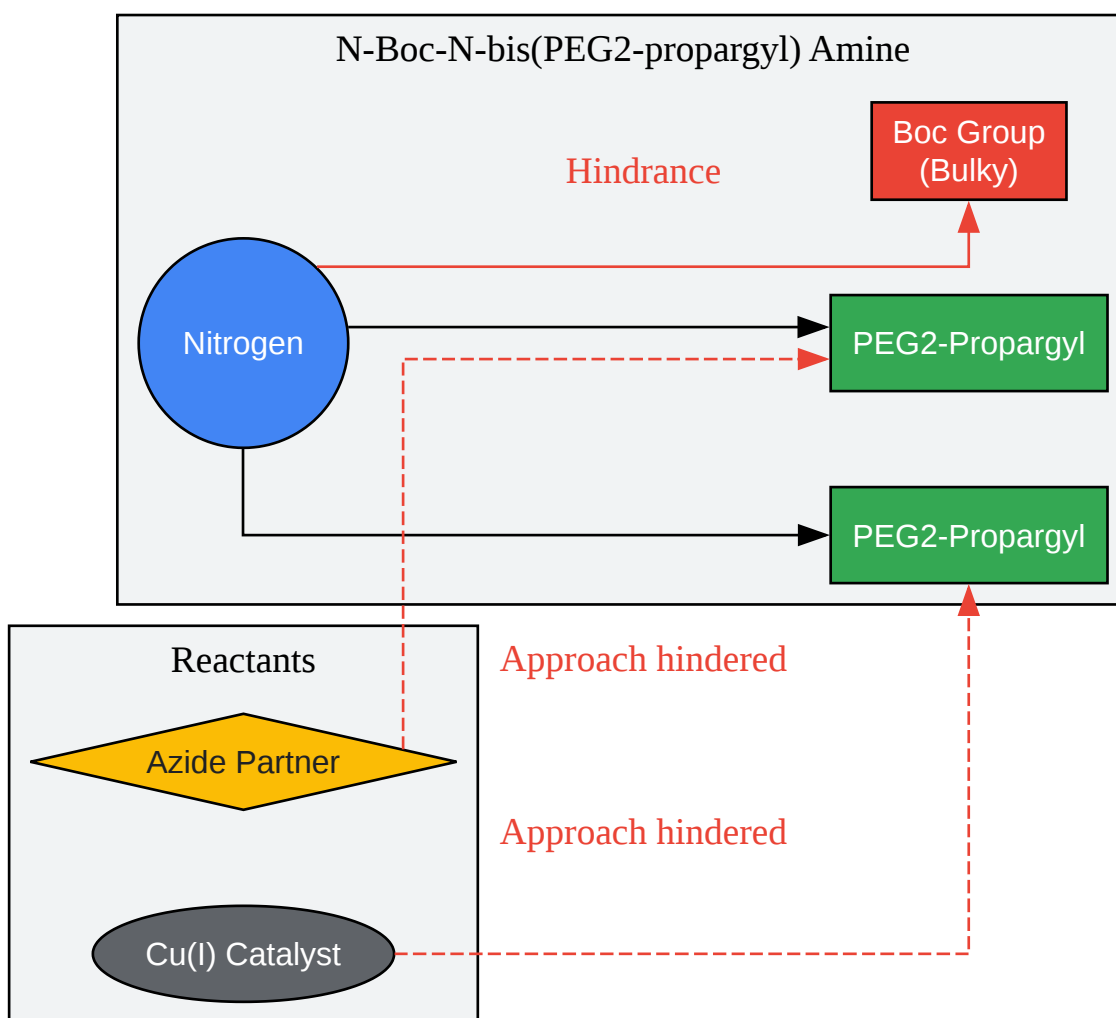 N-Boc-N-bis(PEG2-propargyl) Amine
Boc Group
(Bulky)
Hindrance
Nitrogen
PEG2-Propargyl
PEG2-Propargyl
Reactants
Approach hindered
Azide Partner
Approach hindered
Cu(I) Catalyst